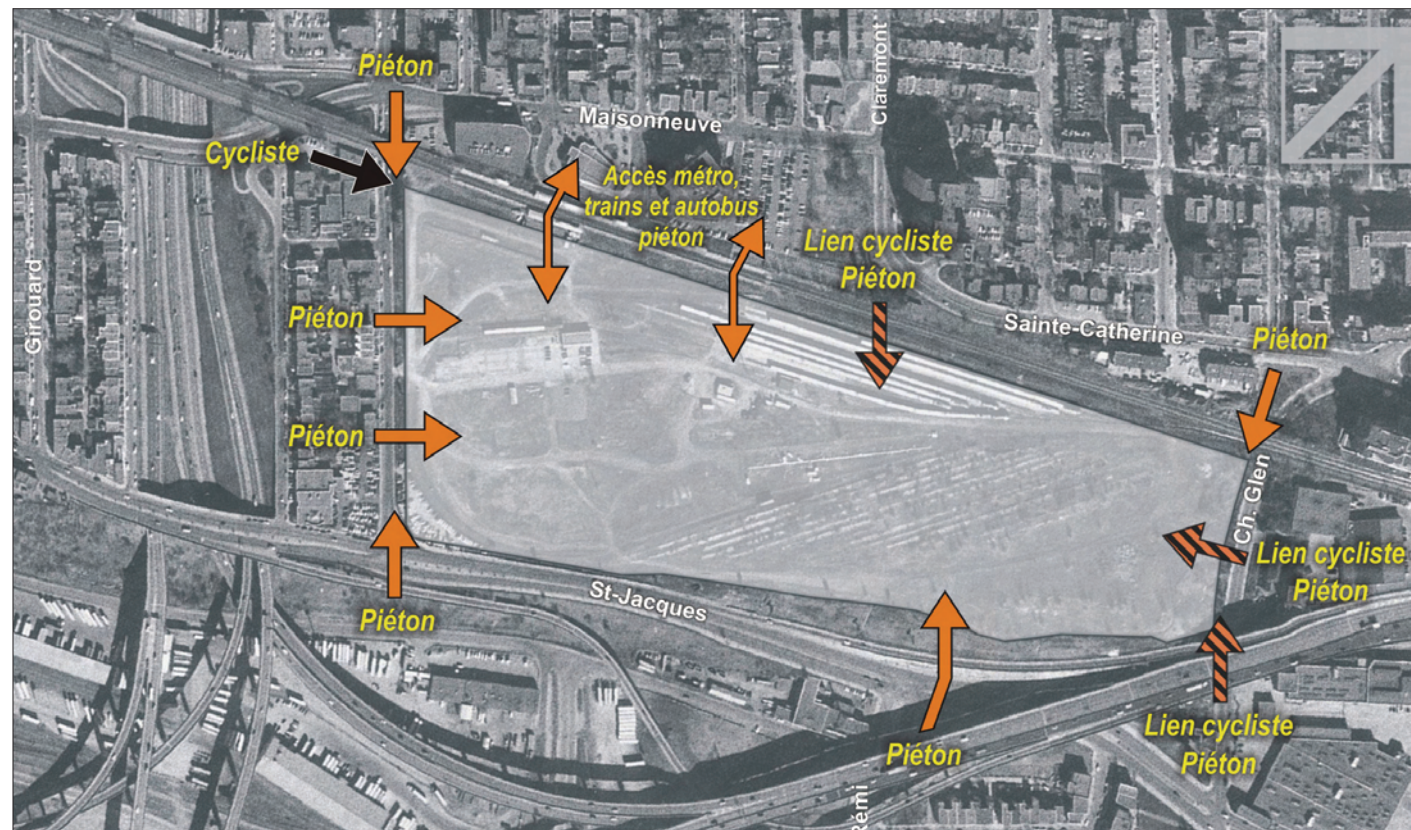 Piéton
Claremont
Maisonneuve
Cycliste
Accès métro,
trains et autobus
piéton
Lien cycliste
Piéton
Girouard
Piéton
Sainte-Catherine
Piéton
Piéton
Ch. Glen
Lien cycliste
Piéton
St-Jacques
Piéton
Lien cycliste
Piéton
Piéton
Rémi